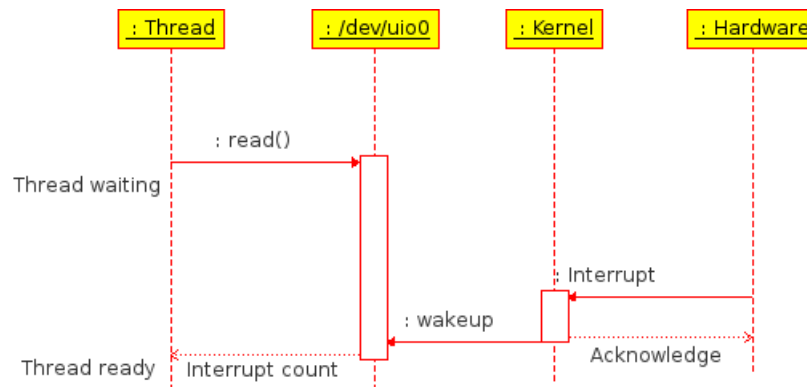 : Thread
: /dev/uio0
: Kernel
: Hardware
: read()
Thread waiting
: Interrupt
: wakeup
Acknowledge
Thread ready
Interrupt count